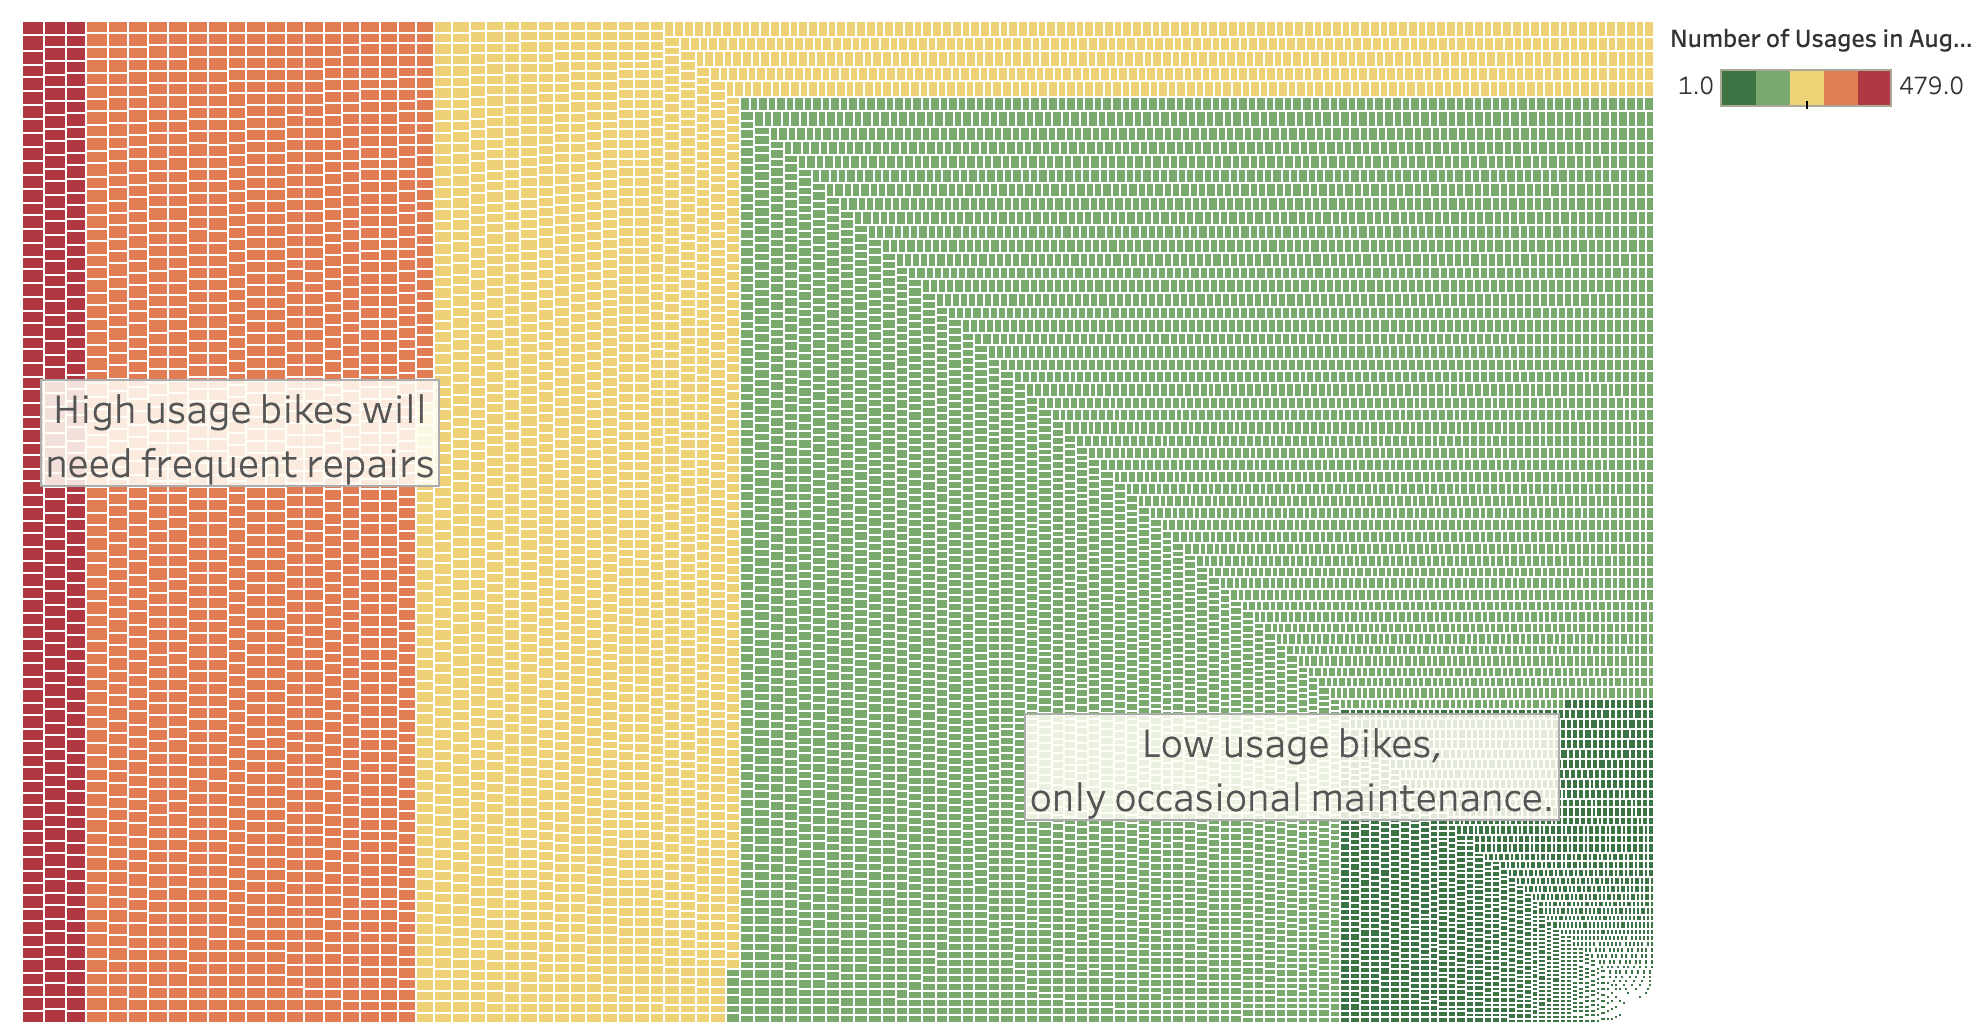 Number of Usages in Aug...
1.0 479.0
High usage bikes will
need frequent repairs
Low usage bikes,
only occasional maintenance.